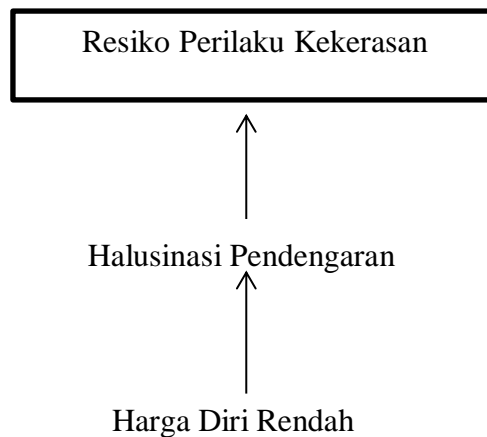 Resiko Perilaku Kekerasan
Halusinasi Pendengaran
Harga Diri Rendah